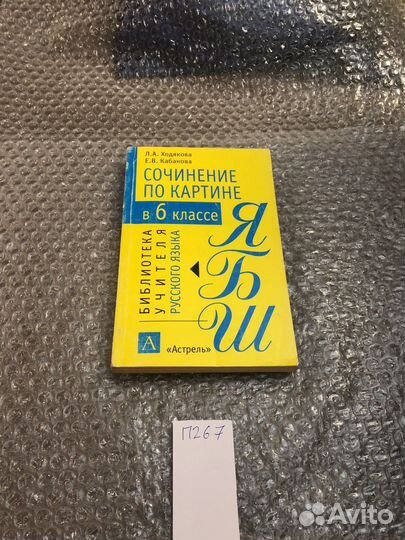 Л.А. Ходякова
Е.В. Кабанова
СОЧИНЕНИЕ
ПО КАРТИНЕ
в 6 классе
БИБЛИОТЕКА
УЧИТЕЛЯ
РУССКОГО ЯЗЫКА
Я
Б
Ш
А
«Астрель»
П267
Avito